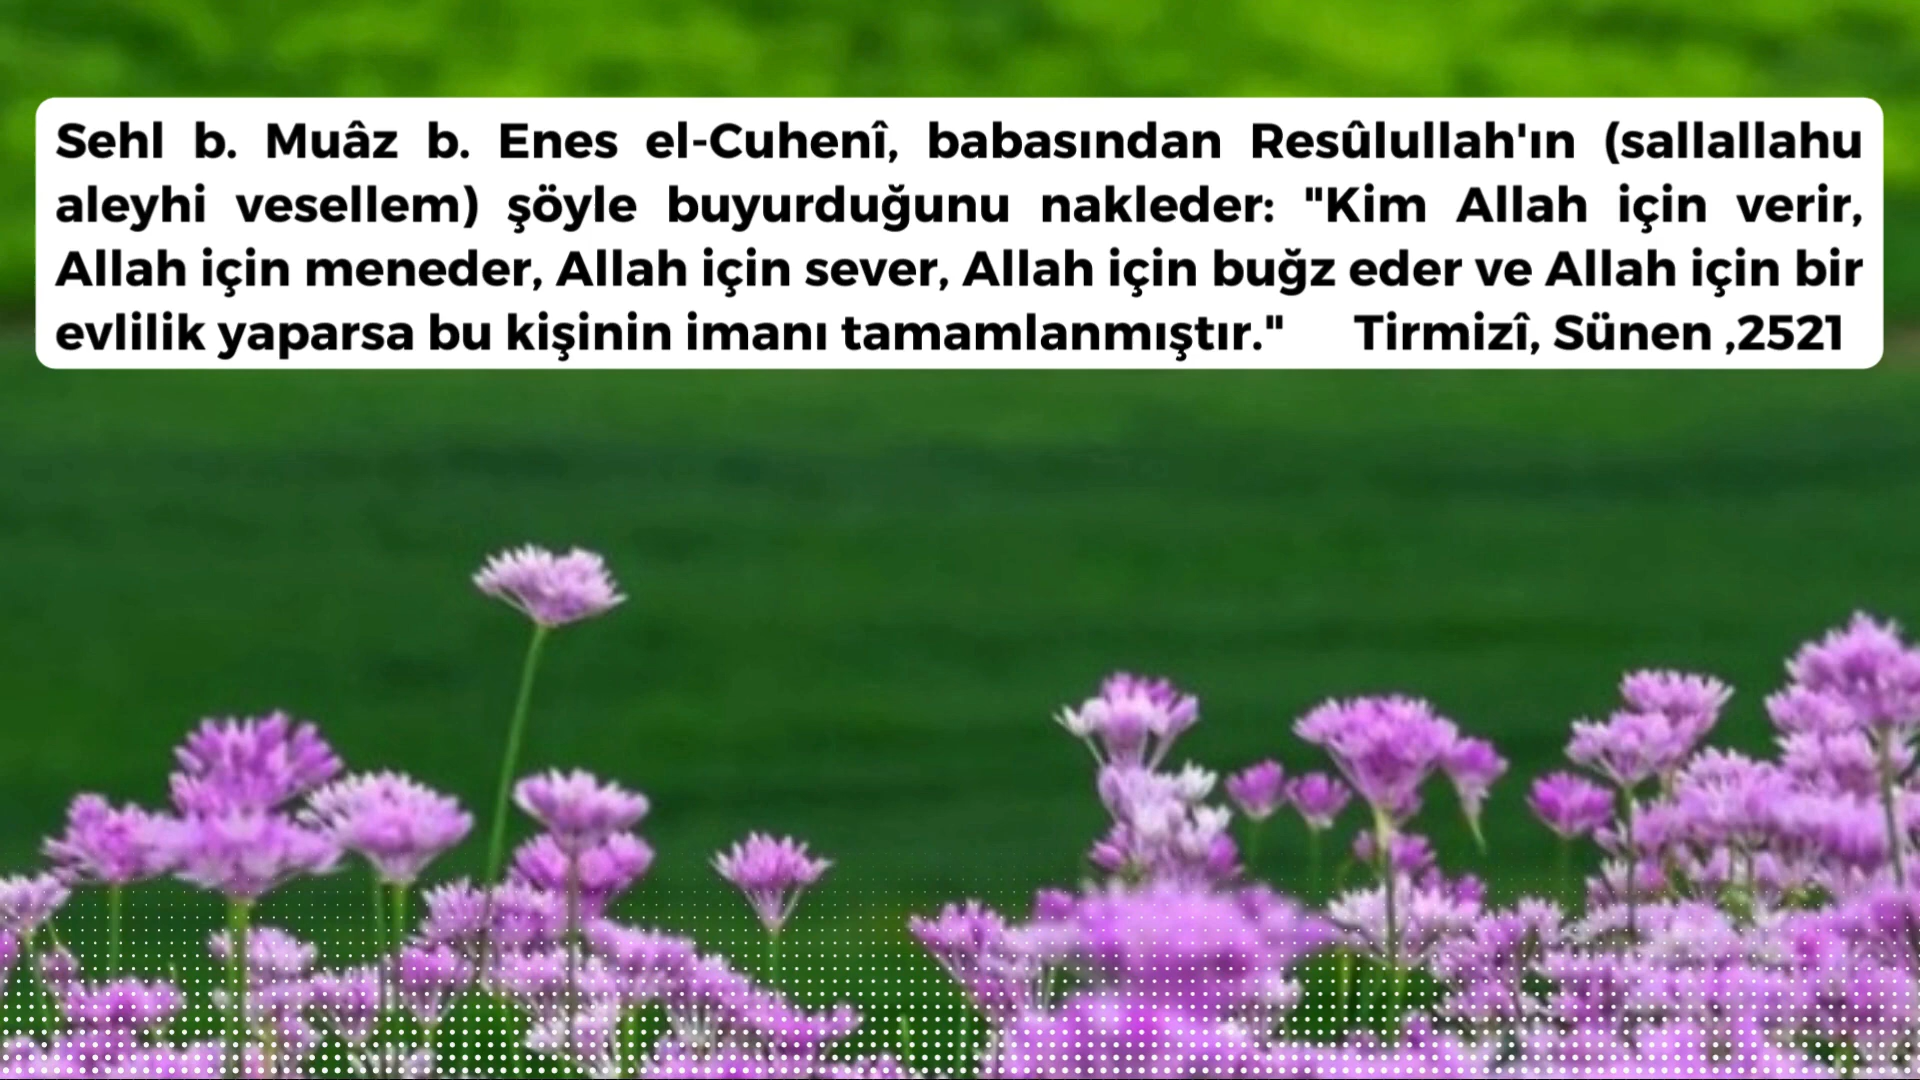 Sehl b. Muâz b. Enes el-Cuhenî, babasından Resûlullah'ın (sallallahu
aleyhi vesellem) şöyle buyurduğunu nakleder: "Kim Allah için verir,
Allah için meneder, Allah için sever, Allah için buğz eder ve Allah için bir
evlilik yaparsa bu kişinin imanı tamamlanmıştır." Tirmizî, Sünen ,2521